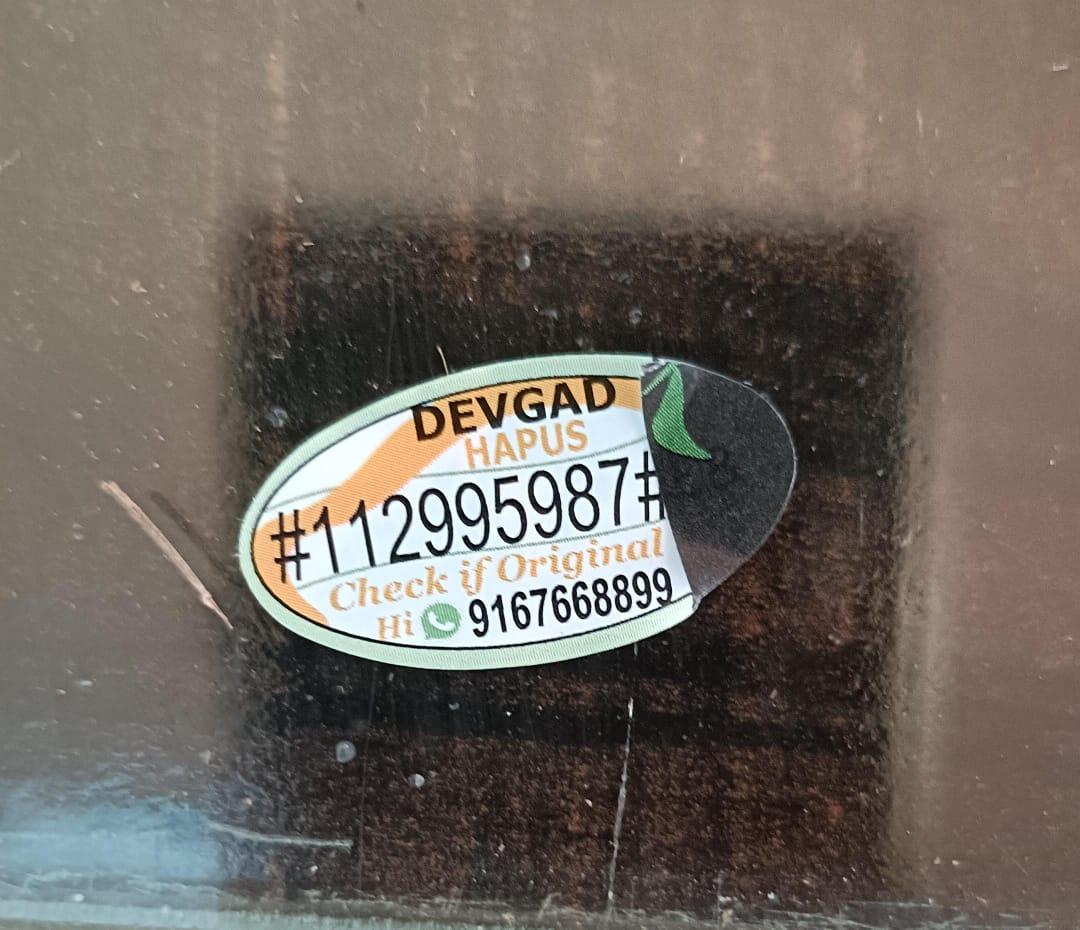 DEVGAD
HAPUS
#112995987#
Check if Original
Hi 9167668899